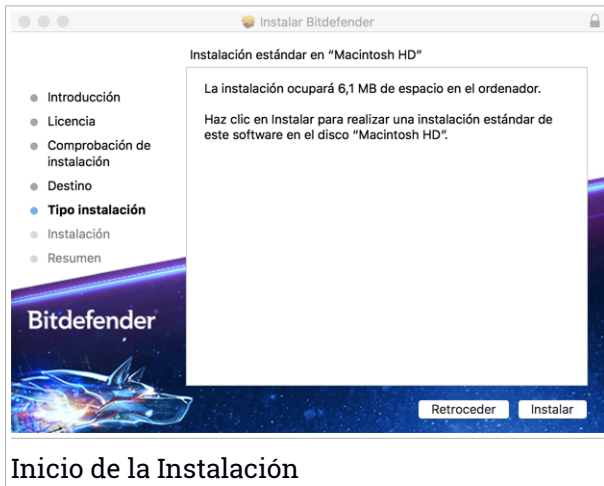 Instalar Bitdefender
Instalación estándar en “Macintosh HD”
Introducción
Licencia
Comprobación de
instalación
Destino
Tipo instalación
Instalación
Resumen
La instalación ocupará 6,1 MB de espacio en el ordenador.
Haz clic en Instalar para realizar una instalación estándar de
este software en el disco “Macintosh HD”.
Bitdefender
Retroceder
Instalar
Inicio de la Instalación